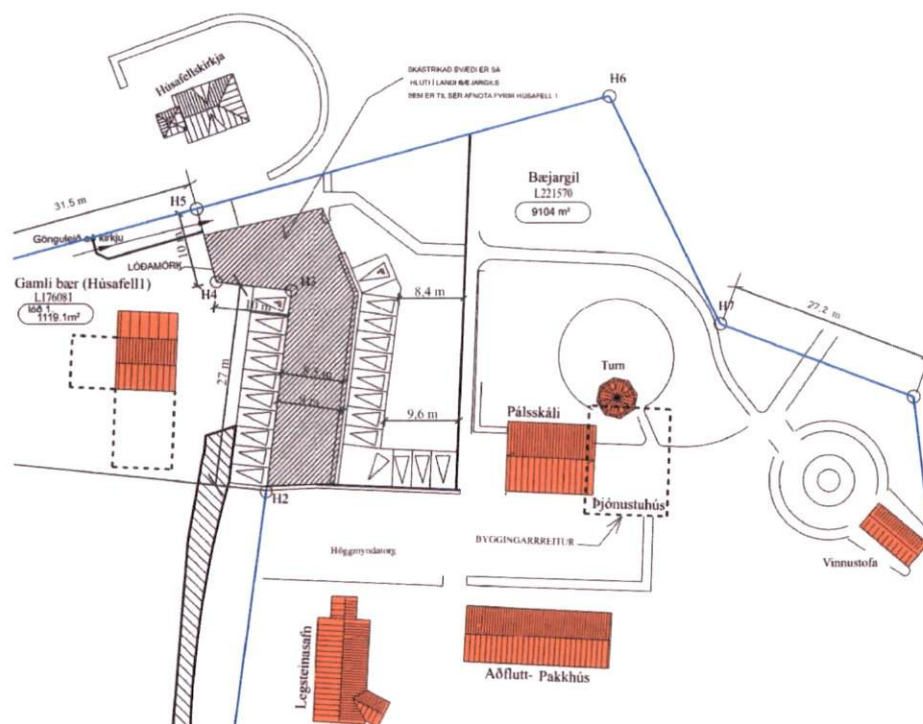 Húsafellskirkja
SKÁSTRIKAÐ SVÆÐI ER SÁ
HLUTI Í LANDI BÆJARGILS
SEM ER TIL SÉR AFNOTA FYRIR HÚSAFELL 1
H6
Bæjargil
L221570
9104 m²
31,5 m
H5
Gönguleið að kirkju
10 m
LÓÐAMÖRK
Gamli bær (Húsafell1)
L176081
lóð 1
1119.1m²
H4
H3
10 m
8,4 m
H7
27,2 m
27 m
9 m
9,6 m
Turn
Pálsskáli
H2
Þjónustuhús
BYGGINGARREITUR
Höggmyndatorg
Vinnustofa
Legsteinasafn
Aðflutt- Pakkhús